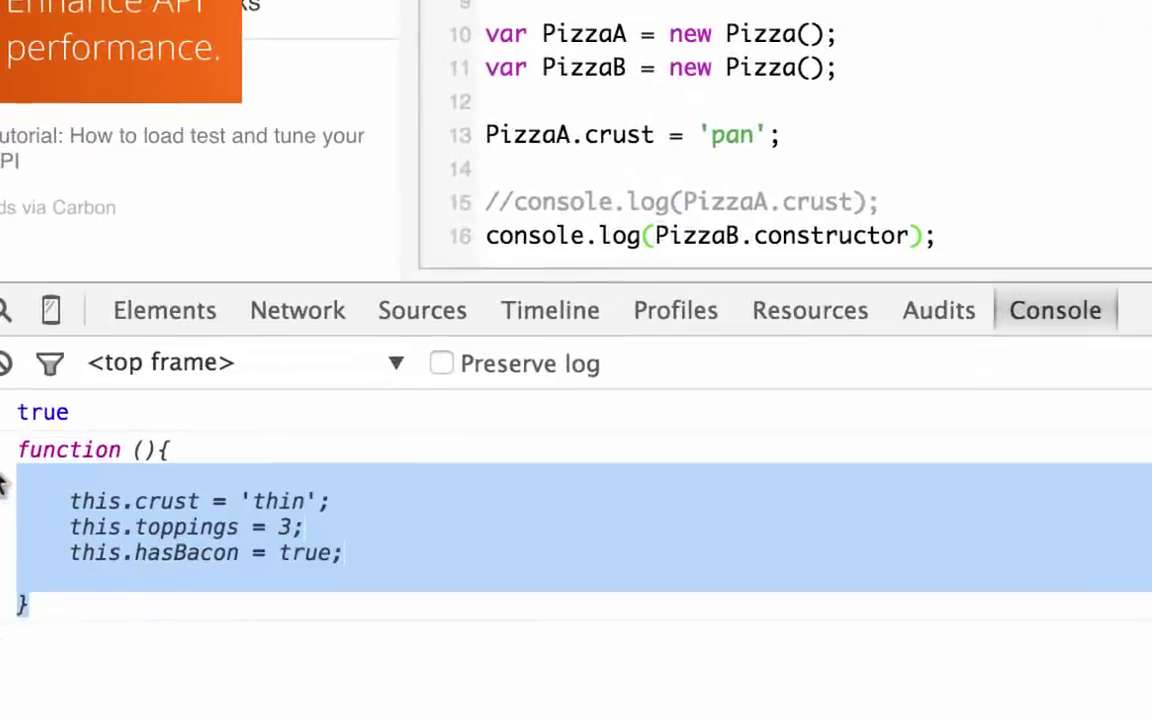 Enhance API
performance.
ks
utorial: How to load test and tune your
PI
ds via Carbon
9
10 var PizzaA = new Pizza();
11 var PizzaB = new Pizza();
12
13 PizzaA.crust = 'pan';
14
15 //console.log(PizzaA.crust);
16 console.log(PizzaB.constructor);
Elements Network Sources Timeline Profiles Resources Audits Console
<top frame> ▼ Preserve log
true
function (){
this.crust = 'thin';
this.toppings = 3;
this.hasBacon = true;
}